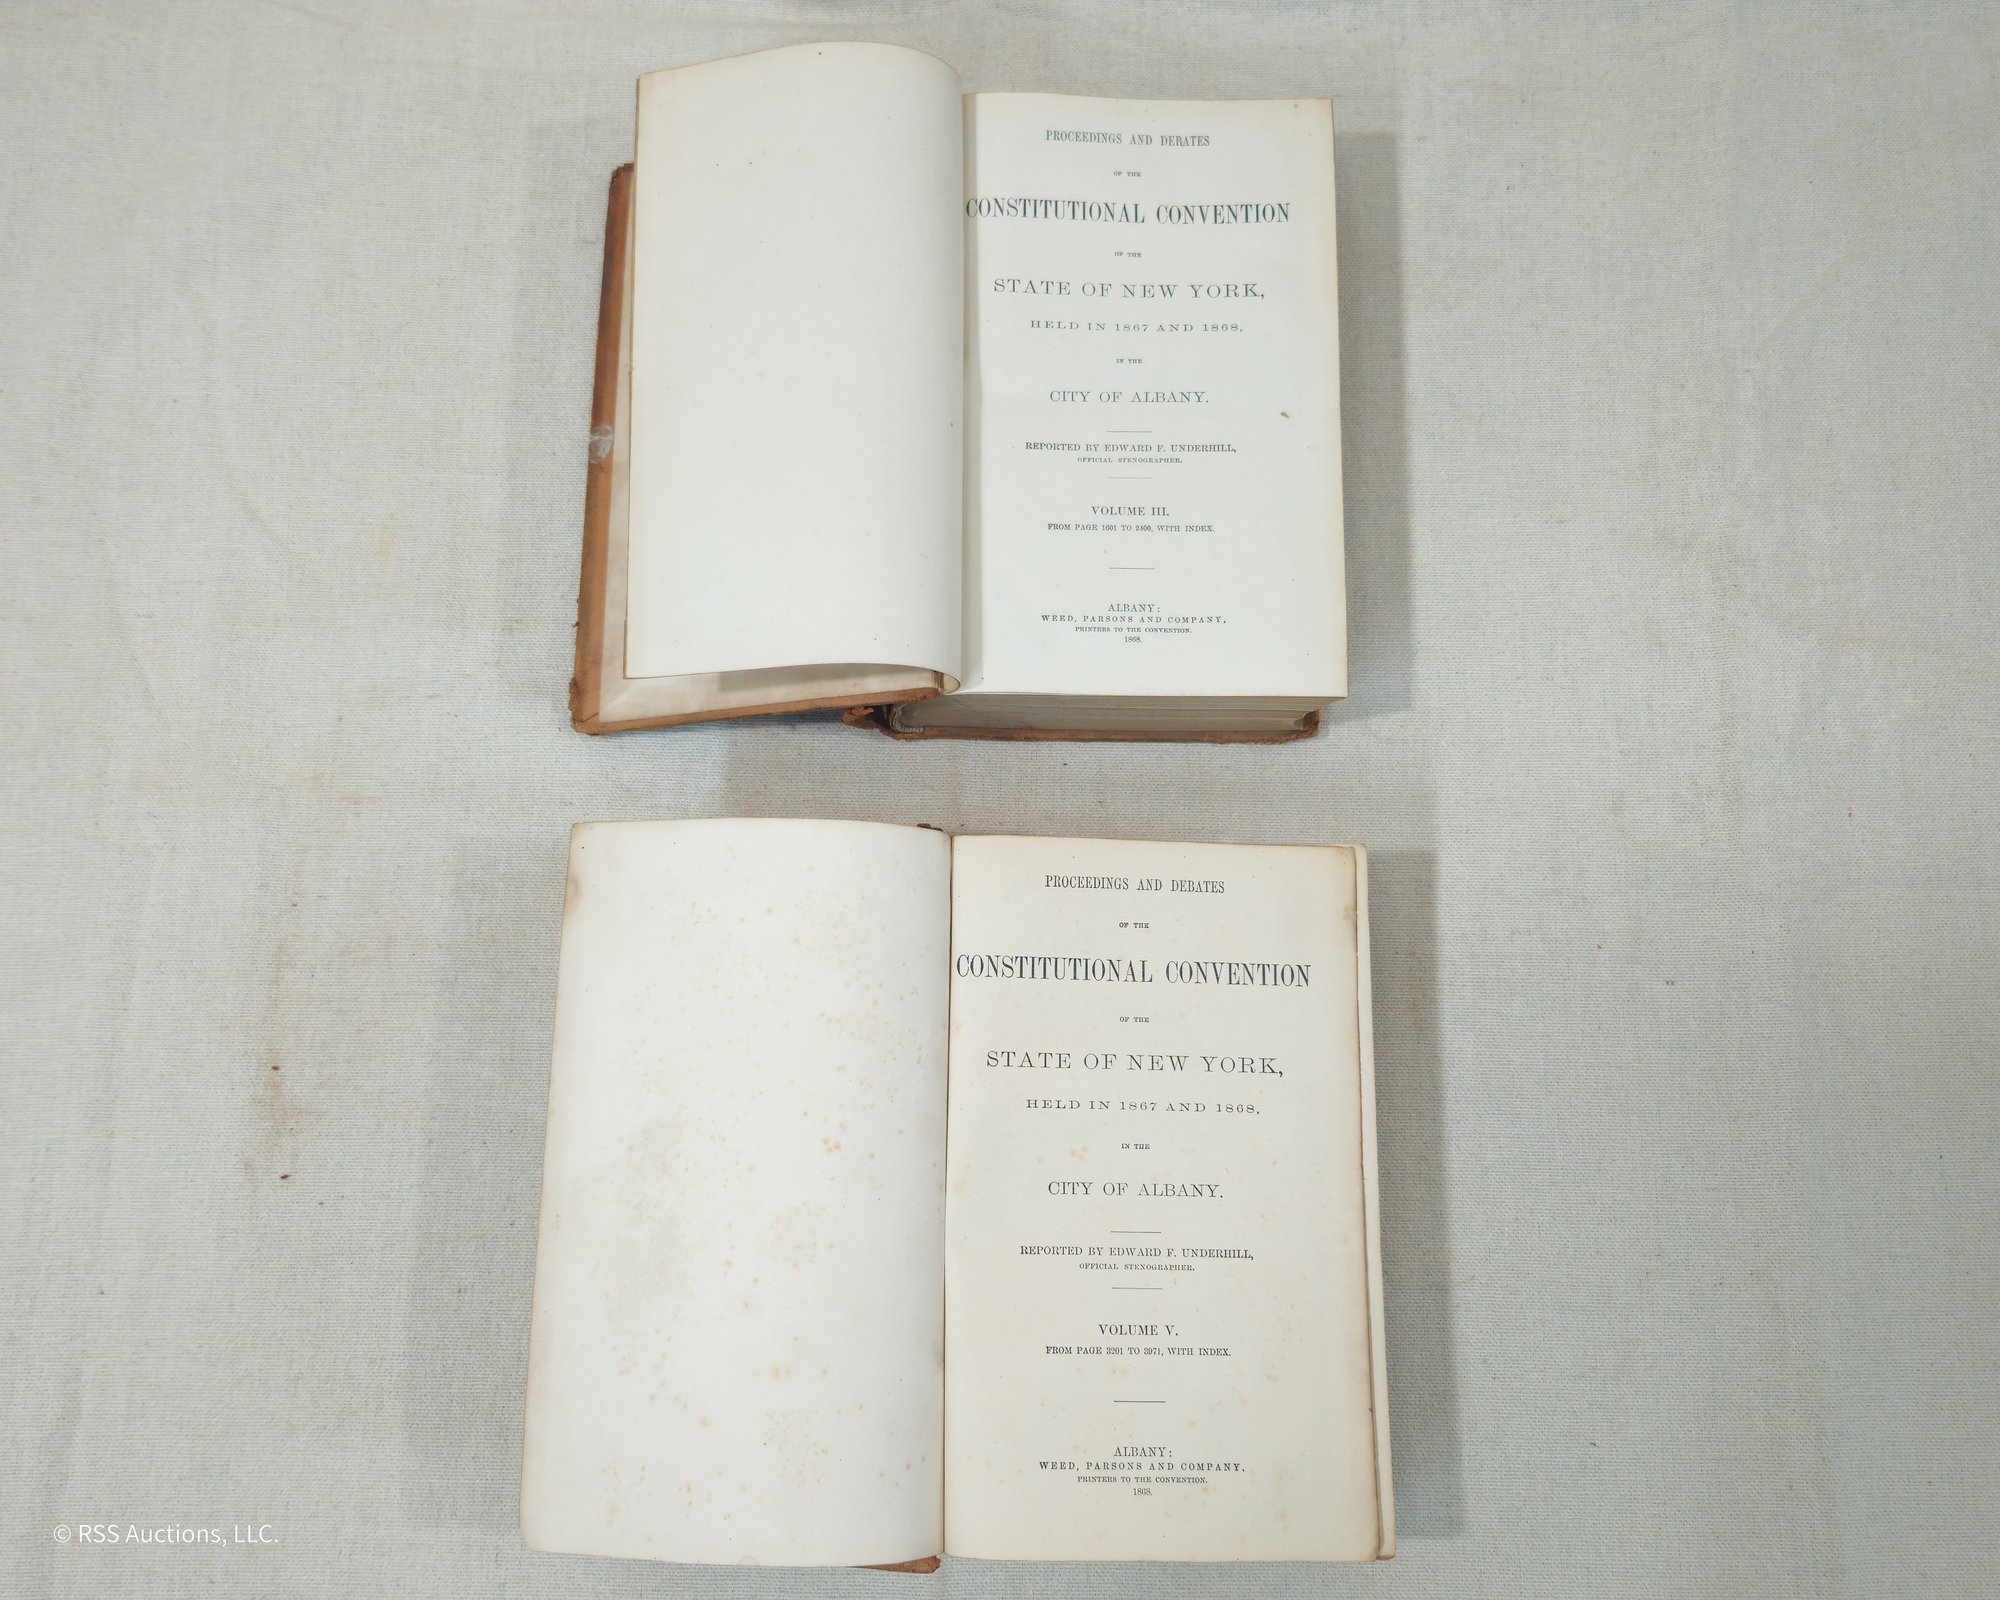 PROCEEDINGS AND DEBATES
OF THE
CONSTITUTIONAL CONVENTION
OF THE
STATE OF NEW YORK,
HELD IN 1867 AND 1868,
IN THE
CITY OF ALBANY.
REPORTED BY EDWARD F. UNDERHILL,
OFFICIAL STENOGRAPHER.
VOLUME III.
FROM PAGE 1601 TO 2400, WITH INDEX.
ALBANY:
WEED, PARSONS AND COMPANY,
PRINTERS TO THE CONVENTION.
1868.
PROCEEDINGS AND DEBATES
OF THE
CONSTITUTIONAL CONVENTION
OF THE
STATE OF NEW YORK,
HELD IN 1867 AND 1868,
IN THE
CITY OF ALBANY.
REPORTED BY EDWARD F. UNDERHILL,
OFFICIAL STENOGRAPHER.
VOLUME V.
FROM PAGE 3201 TO 3971, WITH INDEX.
ALBANY:
WEED, PARSONS AND COMPANY,
PRINTERS TO THE CONVENTION.
1868.
© RSS Auctions, LLC.